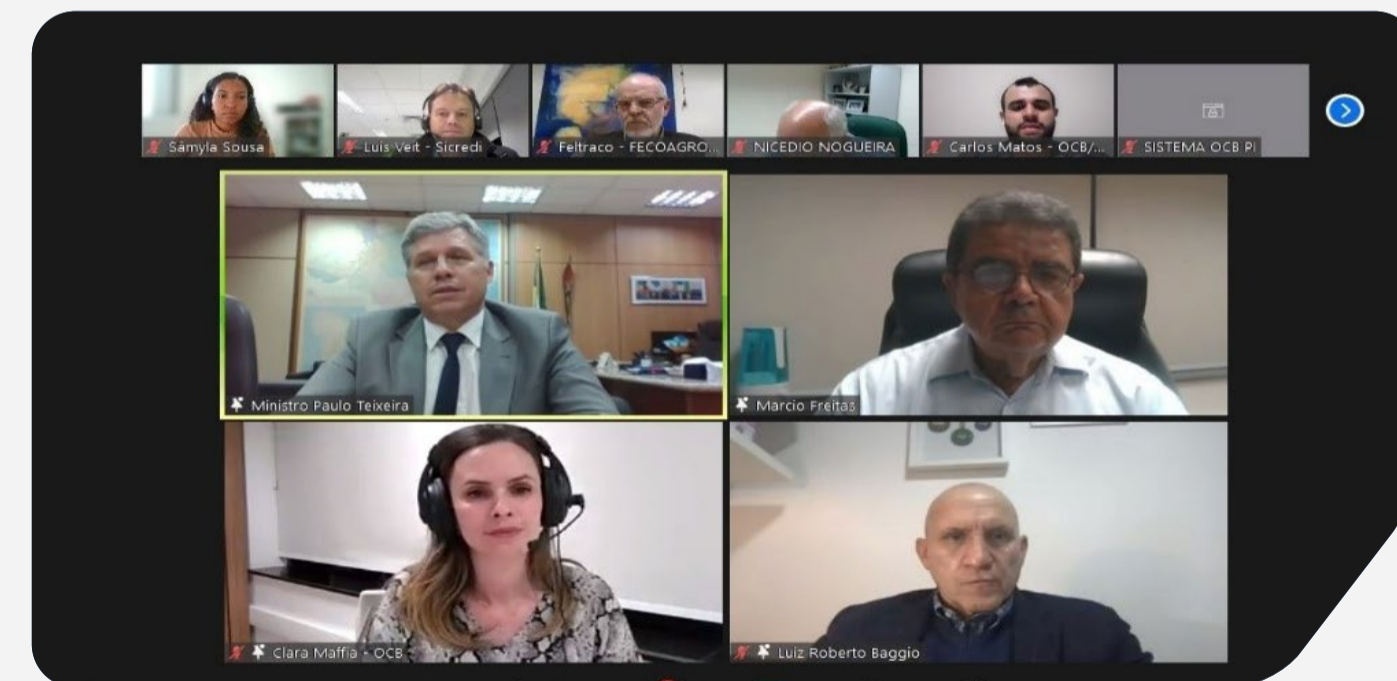 Sâmyla Sousa
Luis Veit - Sicredi
Feltraco - FECOAGRO...
NICEDIO NOGUEIRA
Carlos Matos - OCB/...
SISTEMA OCB PI
Ministro Paulo Teixeira
Marcio Freitas
Clara Maffia - OCB
Luiz Roberto Baggio